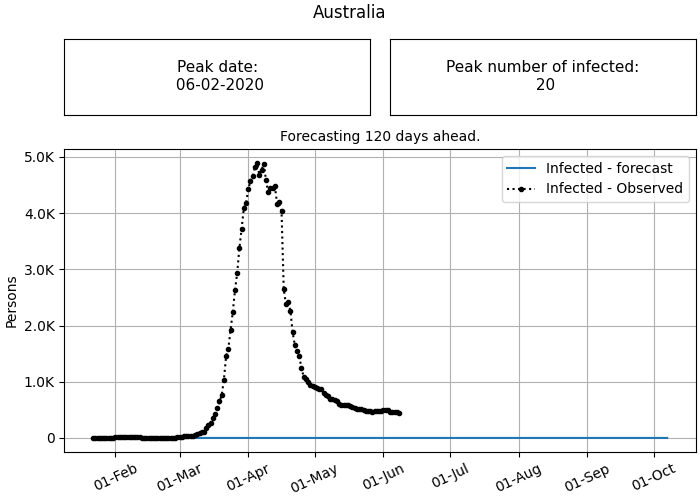 Australia
Peak date:
06-02-2020
Peak number of infected:
20
Forecasting 120 days ahead.
5.0K
4.0K
3.0K
2.0K
1.0K
0
Persons
Infected - forecast
Infected - Observed
01-Feb
01-Mar
01-Apr
01-May
01-Jun
01-Jul
01-Aug
01-Sep
01-Oct